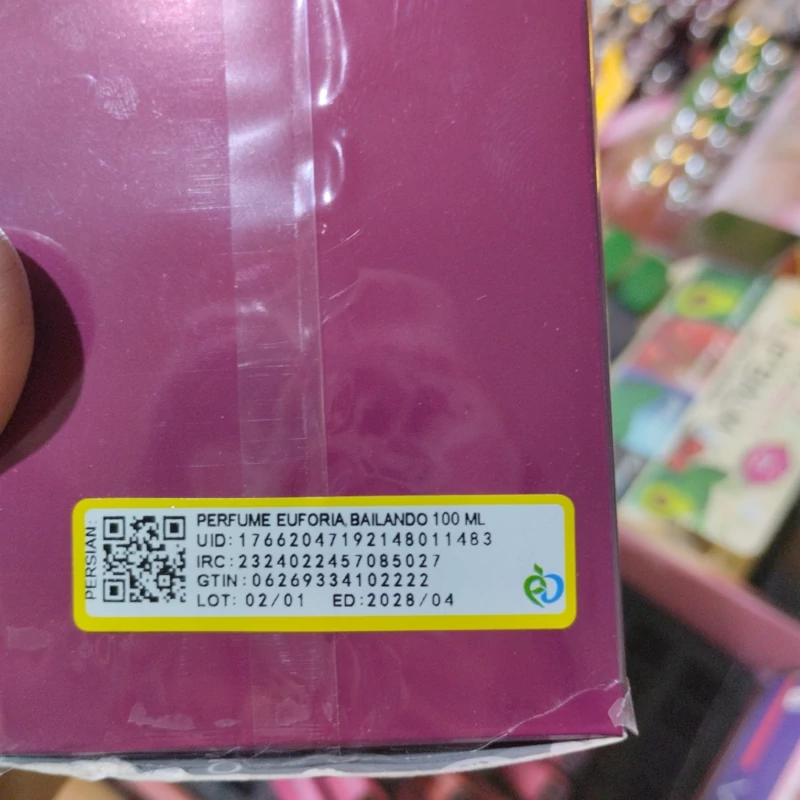 PERSIAN:
PERFUME EUFORIA, BAILANDO 100 ML
UID: 17662047192148011483
IRC: 2324022457085027
GTIN: 06269334102222
LOT: 02/01 ED:2028/04